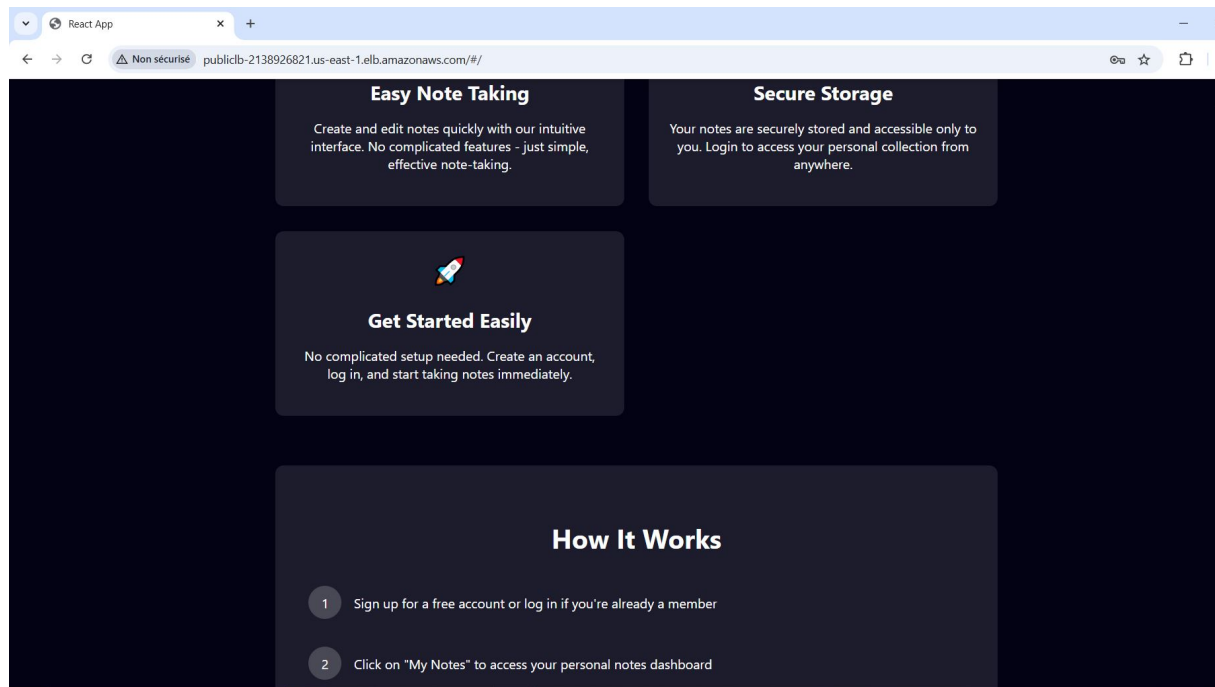 React App
Non sécurisé publiclb-2138926821.us-east-1.elb.amazonaws.com/#/
Easy Note Taking
Create and edit notes quickly with our intuitive
interface. No complicated features - just simple,
effective note-taking.
Secure Storage
Your notes are securely stored and accessible only to
you. Login to access your personal collection from
anywhere.
Get Started Easily
No complicated setup needed. Create an account,
log in, and start taking notes immediately.
How It Works
1 Sign up for a free account or log in if you're already a member
2 Click on "My Notes" to access your personal notes dashboard